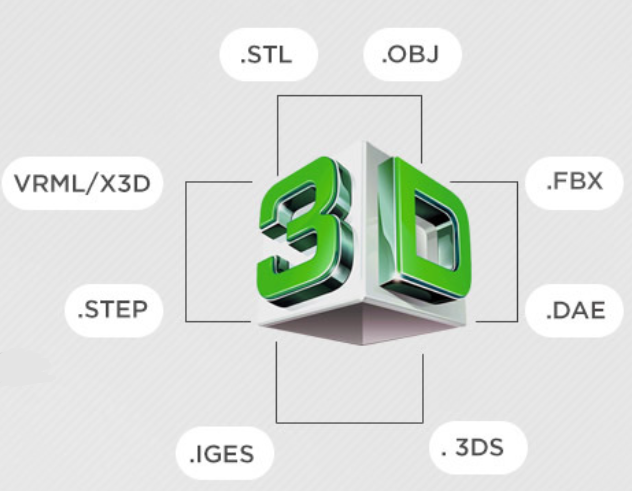 .STL
.OBJ
VRML/X3D
.FBX
3D
.STEP
.DAE
.IGES
. 3DS